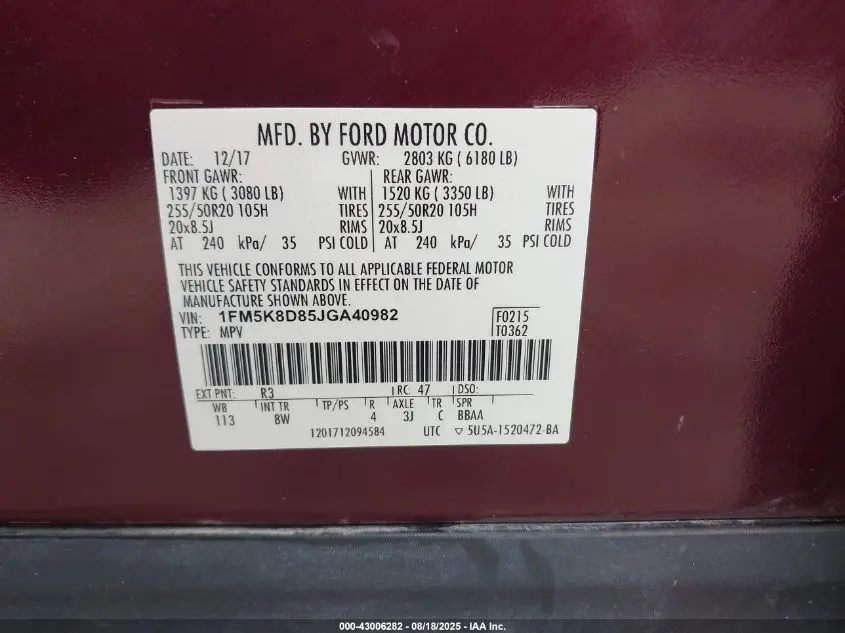 MFD. BY FORD MOTOR CO.
DATE: 12/17 GVWR: 2803 KG ( 6180 LB)
FRONT GAWR: REAR GAWR:
1397 KG ( 3080 LB) WITH 1520 KG ( 3350 LB) WITH
255/50R20 105H TIRES 255/50R20 105H TIRES
20x8.5J RIMS 20x8.5J RIMS
AT 240 kPa/ 35 PSI COLD AT 240 kPa/ 35 PSI COLD
THIS VEHICLE CONFORMS TO ALL APPLICABLE FEDERAL MOTOR
VEHICLE SAFETY STANDARDS IN EFFECT ON THE DATE OF
MANUFACTURE SHOWN ABOVE.
VIN: 1FM5K8D85JGA40982 F0215
TYPE: MPV T0362
EXT PNT: R3 RC: 47 DSO:
WB INT TR TP/PS R AXLE TR SPR
113 8W 4 3J C BBAA
1201712094584 UTC ▽ 5U5A-1520472-BA
000-43006282 - 08/18/2025 - IAA Inc.